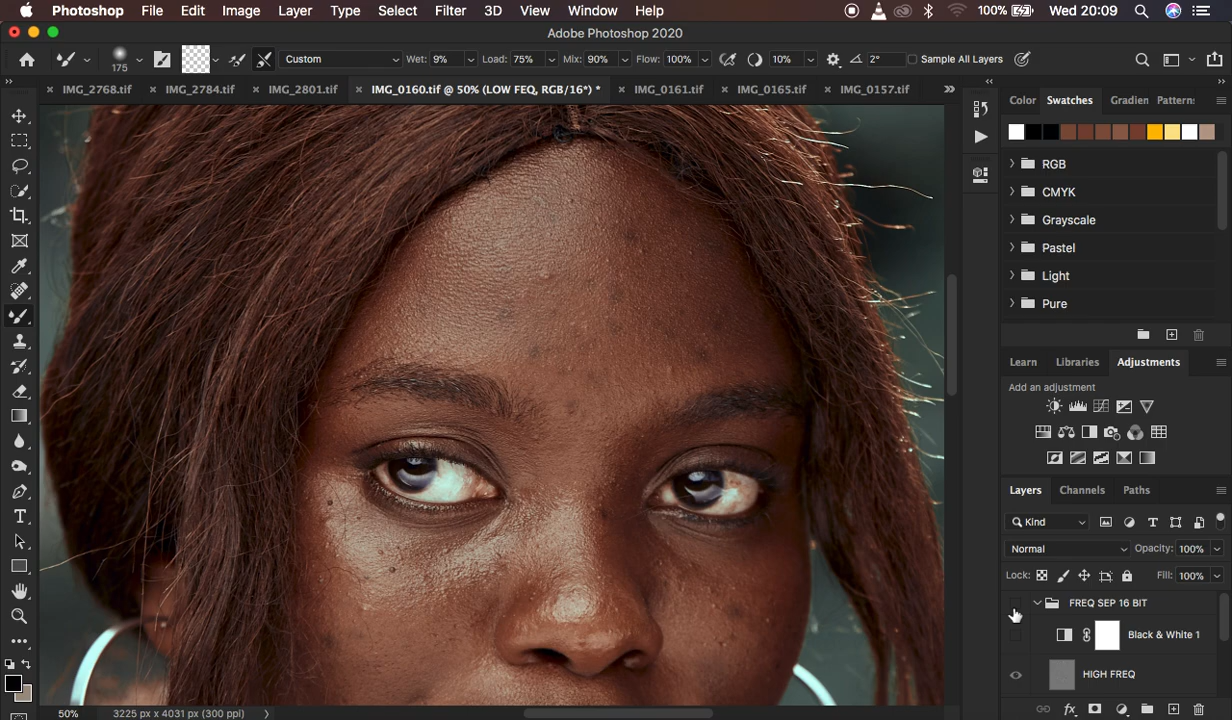 Photoshop File Edit Image Layer Type Select Filter 3D View Window Help 100% Wed 20:09
Adobe Photoshop 2020
175 Custom Wet: 9% Load: 75% Mix: 90% Flow: 100% 10% 2° Sample All Layers
IMG_2768.tif IMG_2784.tif IMG_2801.tif IMG_0160.tif @ 50% (LOW FEQ, RGB/16*) * IMG_0161.tif IMG_0165.tif IMG_0157.tif
Color Swatches Gradien Patterns
RGB
CMYK
Grayscale
Pastel
Light
Pure
Learn Libraries Adjustments
Add an adjustment
Layers Channels Paths
Kind
Normal Opacity: 100%
Lock: Fill: 100%
FREQ SEP 16 BIT
Black & White 1
HIGH FREQ
50% 3225 px x 4031 px (300 ppi)